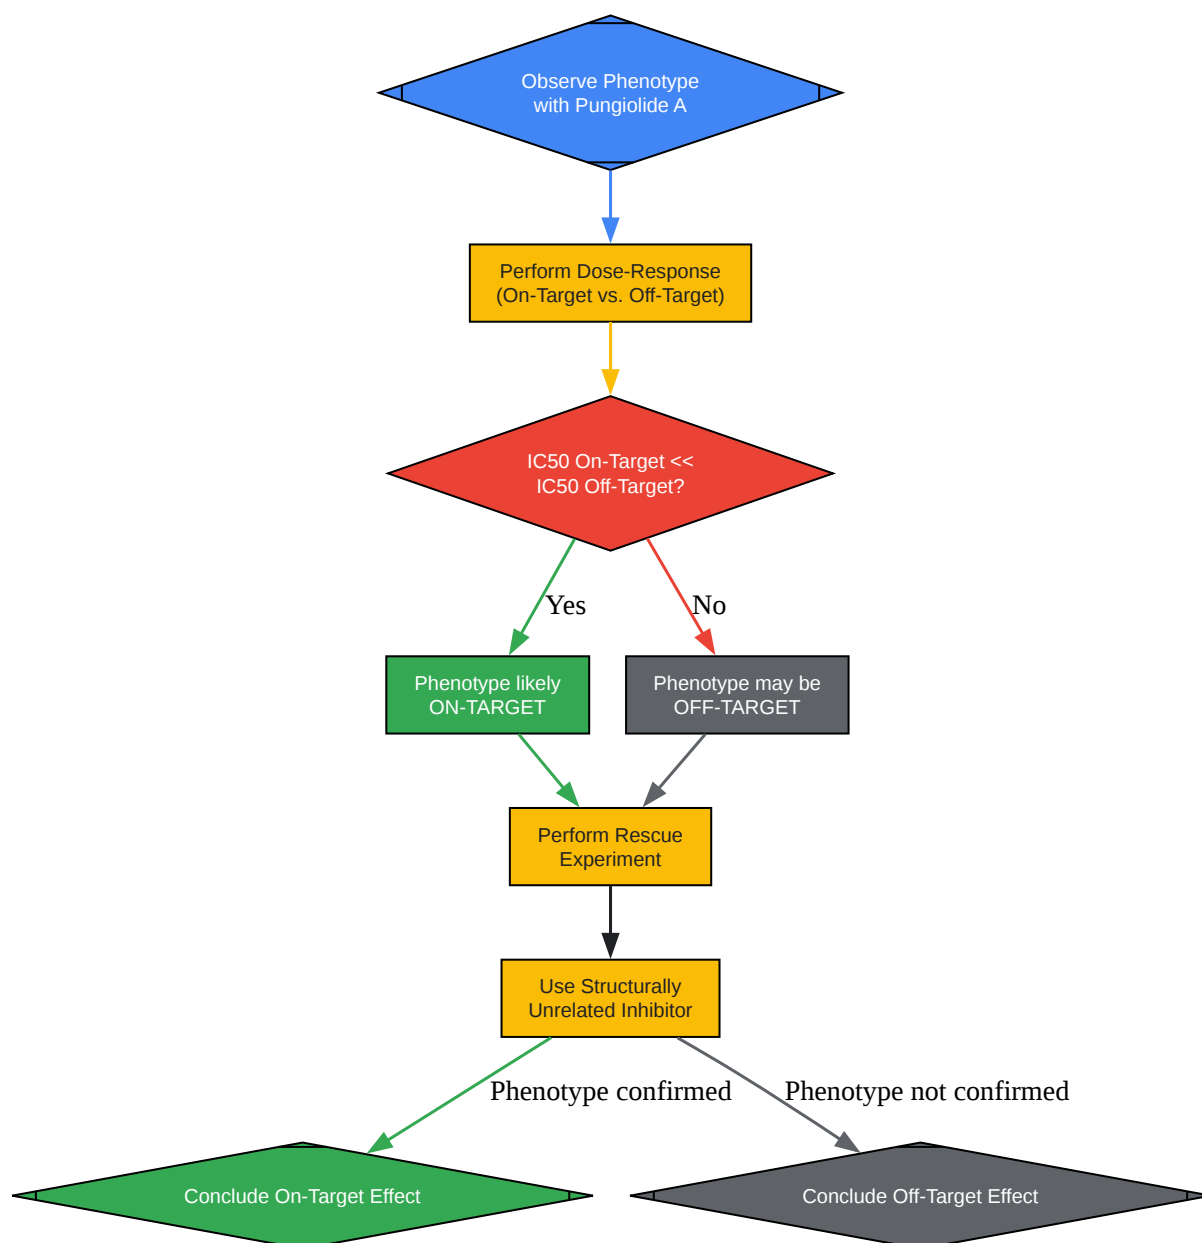 Observe Phenotype
with Pungiolide A
Perform Dose-Response
(On-Target vs. Off-Target)
IC50 On-Target <<
IC50 Off-Target?
Yes
No
Phenotype likely
ON-TARGET
Phenotype may be
OFF-TARGET
Perform Rescue
Experiment
Use Structurally
Unrelated Inhibitor
Phenotype confirmed
Phenotype not confirmed
Conclude On-Target Effect
Conclude Off-Target Effect